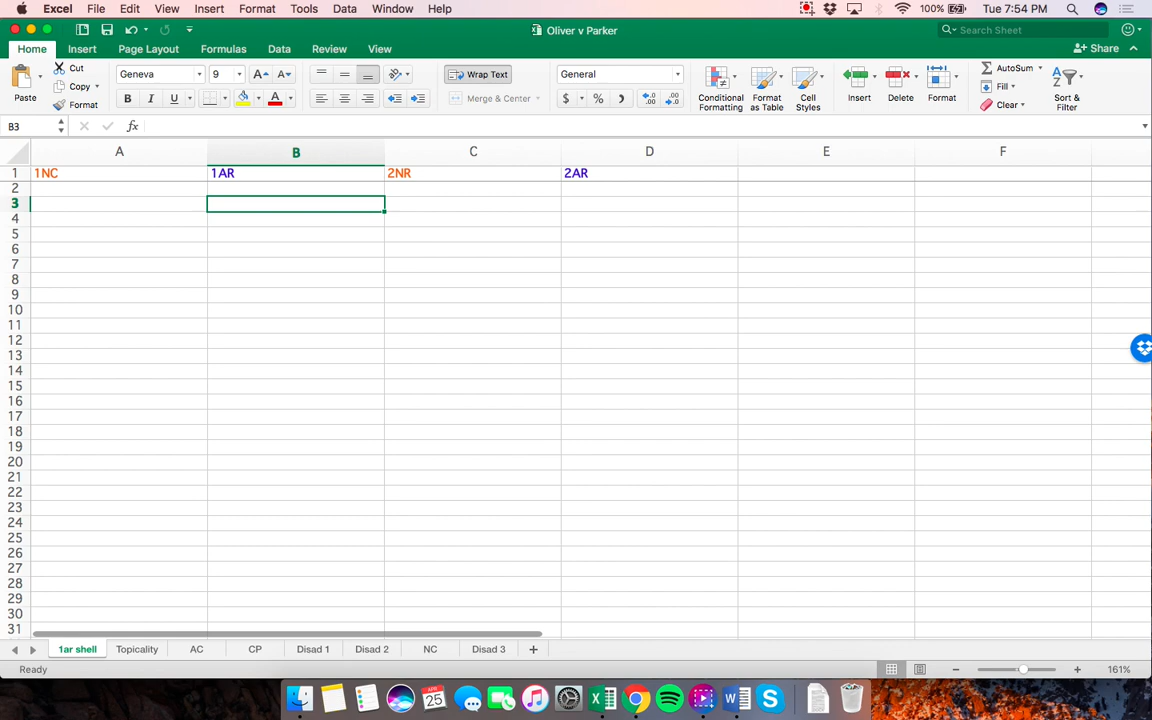 Excel File Edit View Insert Format Tools Data Window Help 100% Tue 7:54 PM
Oliver v Parker Search Sheet
Home Insert Page Layout Formulas Data Review View Share
Paste Cut Copy Format Geneva 9 A A Wrap Text General Conditional Formatting Format as Table Cell Styles Insert Delete Format AutoSum Fill Clear Sort & Filter
B I U A Merge & Center $ %
B3 fx
A B C D E F
1 1NC 1AR 2NR 2AR
2
3
4
5
6
7
8
9
10
11
12
13
14
15
16
17
18
19
20
21
22
23
24
25
26
27
28
29
30
31
1ar shell Topicality AC CP Disad 1 Disad 2 NC Disad 3 +
Ready 161%
APR 25